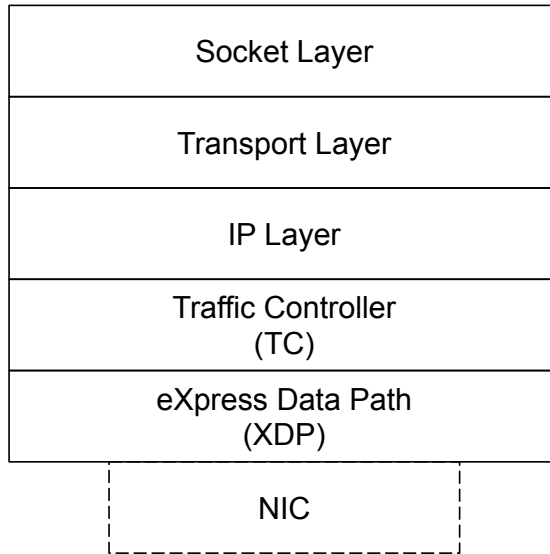 Socket Layer
Transport Layer
IP Layer
Traffic Controller
(TC)
eXpress Data Path
(XDP)
NIC